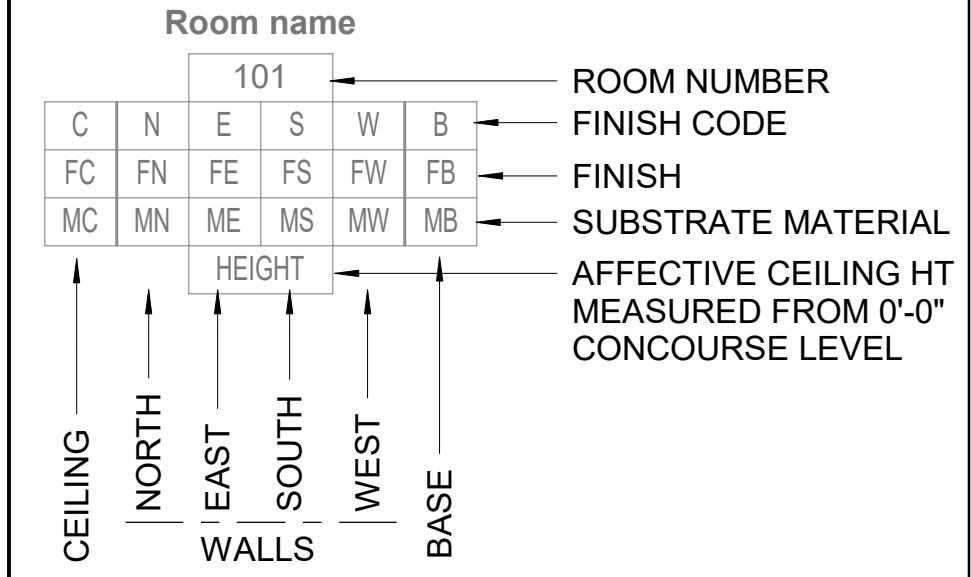 Room name
101
ROOM NUMBER
C N E S W B
FINISH CODE
FC FN FE FS FW FB
FINISH
MC MN ME MS MW MB
SUBSTRATE MATERIAL
HEIGHT
AFFECTIVE CEILING HT
MEASURED FROM 0'-0"
CONCOURSE LEVEL
CEILING
NORTH
EAST
SOUTH
WEST
BASE
WALLS